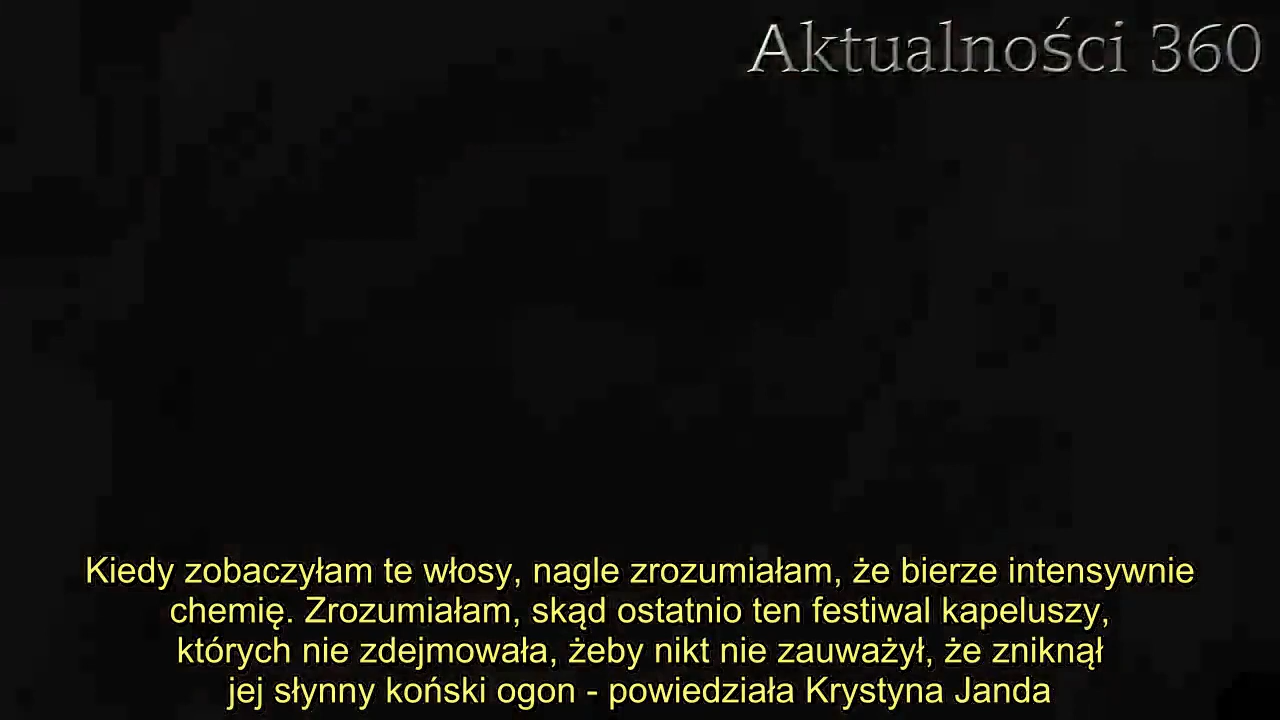 Aktualności 360
Kiedy zobaczyłam te włosy, nagle zrozumiałam, że bierze intensywnie
chemię. Zrozumiałam, skąd ostatnio ten festiwal kapeluszy,
których nie zdejmowała, żeby nikt nie zauważył, że zniknął
jej słynny koński ogon - powiedziała Krystyna Janda